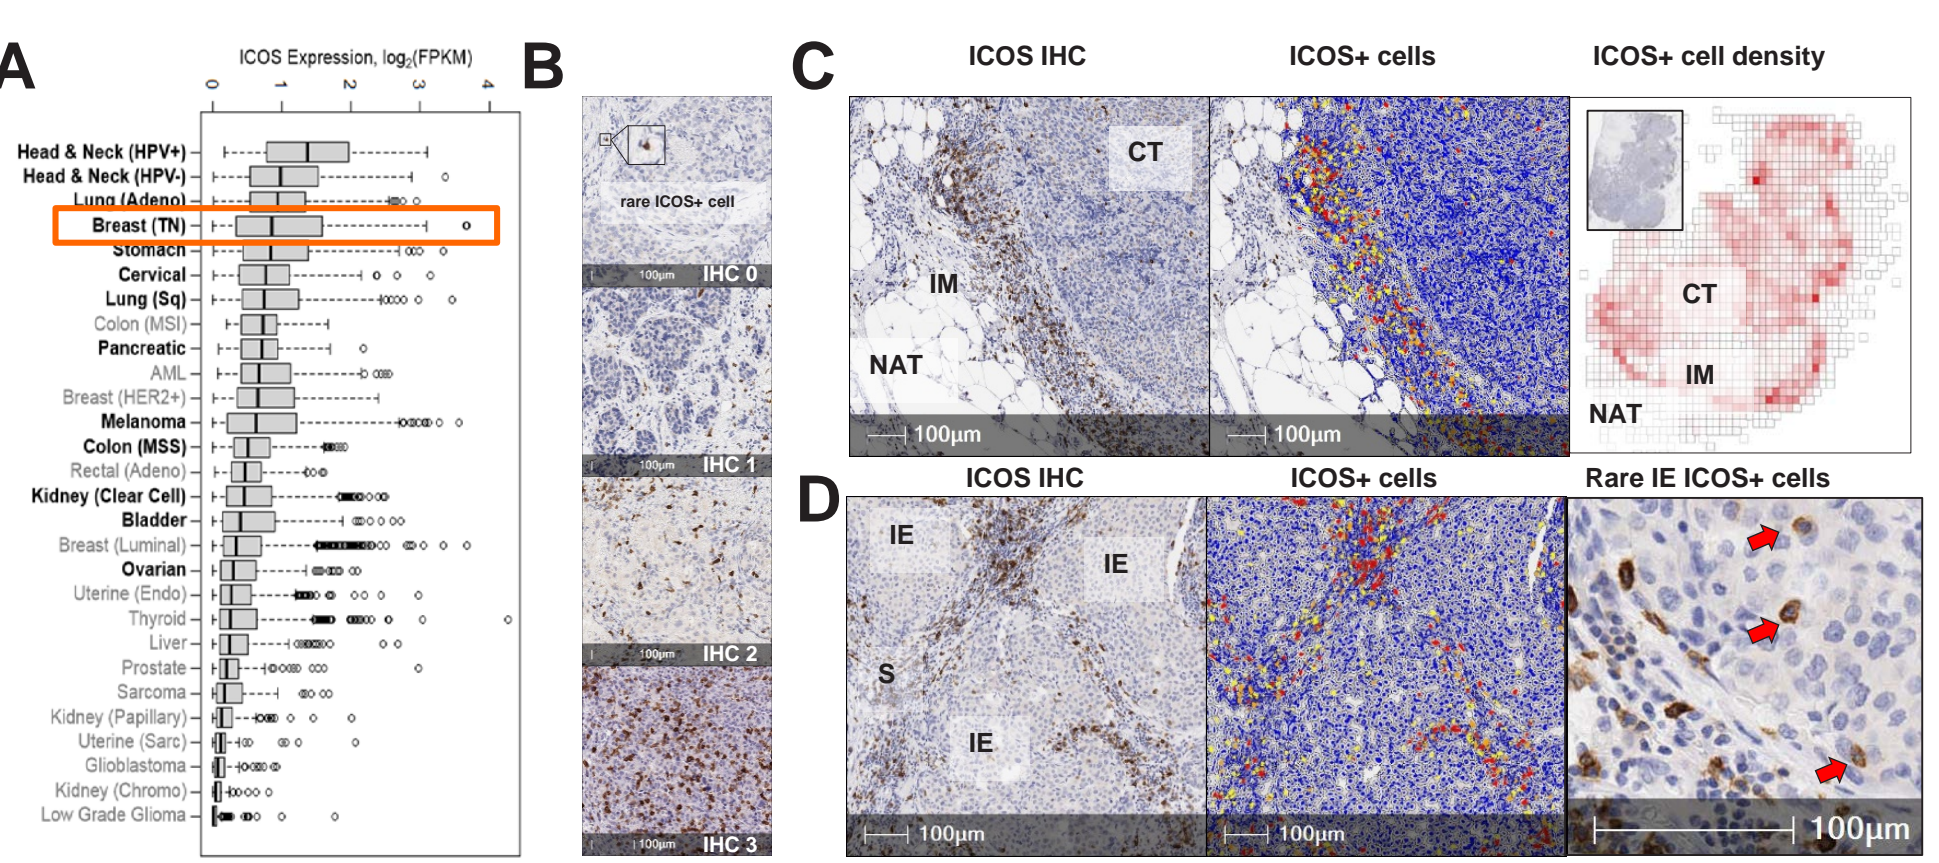 A
ICOS Expression, log2(FPKM)
0 1 2 3 4
Head & Neck (HPV+)
Head & Neck (HPV-)
Lung (Adeno)
Breast (TN)
Stomach
Cervical
Lung (Sq)
Colon (MSI)
Pancreatic
AML
Breast (HER2+)
Melanoma
Colon (MSS)
Rectal (Adeno)
Kidney (Clear Cell)
Bladder
Breast (Luminal)
Ovarian
Uterine (Endo)
Thyroid
Liver
Prostate
Sarcoma
Kidney (Papillary)
Uterine (Sarc)
Glioblastoma
Kidney (Chromo)
Low Grade Glioma
B
rare ICOS+ cell
100µm IHC 0
100µm IHC 1
100µm IHC 2
100µm IHC 3
C
ICOS IHC
ICOS+ cells
ICOS+ cell density
CT
IM
NAT
100µm
100µm
CT
IM
NAT
D
ICOS IHC
ICOS+ cells
Rare IE ICOS+ cells
IE
IE
S
IE
100µm
100µm
100µm